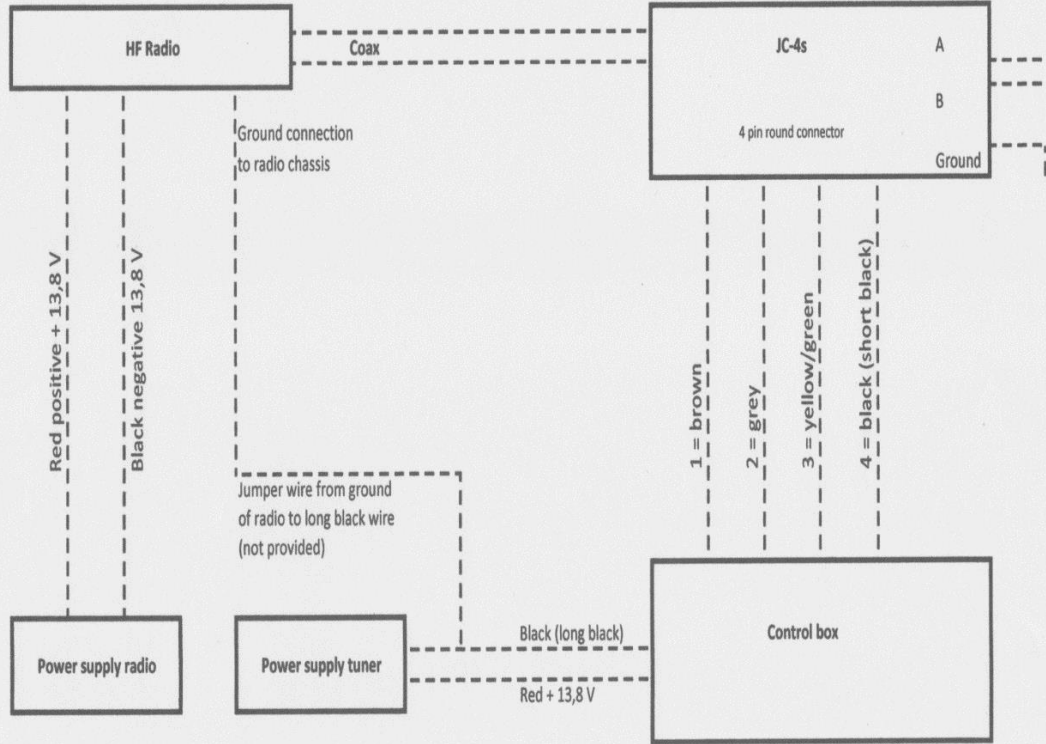 HF Radio
Coax
JC-4s
A
B
4 pin round connector
Ground
Ground connection
to radio chassis
Red positive + 13,8 V
Black negative 13,8 V
1 = brown
2 = grey
3 = yellow/green
4 = black (short black)
Jumper wire from ground
of radio to long black wire
(not provided)
Power supply radio
Power supply tuner
Black (long black)
Red + 13,8 V
Control box